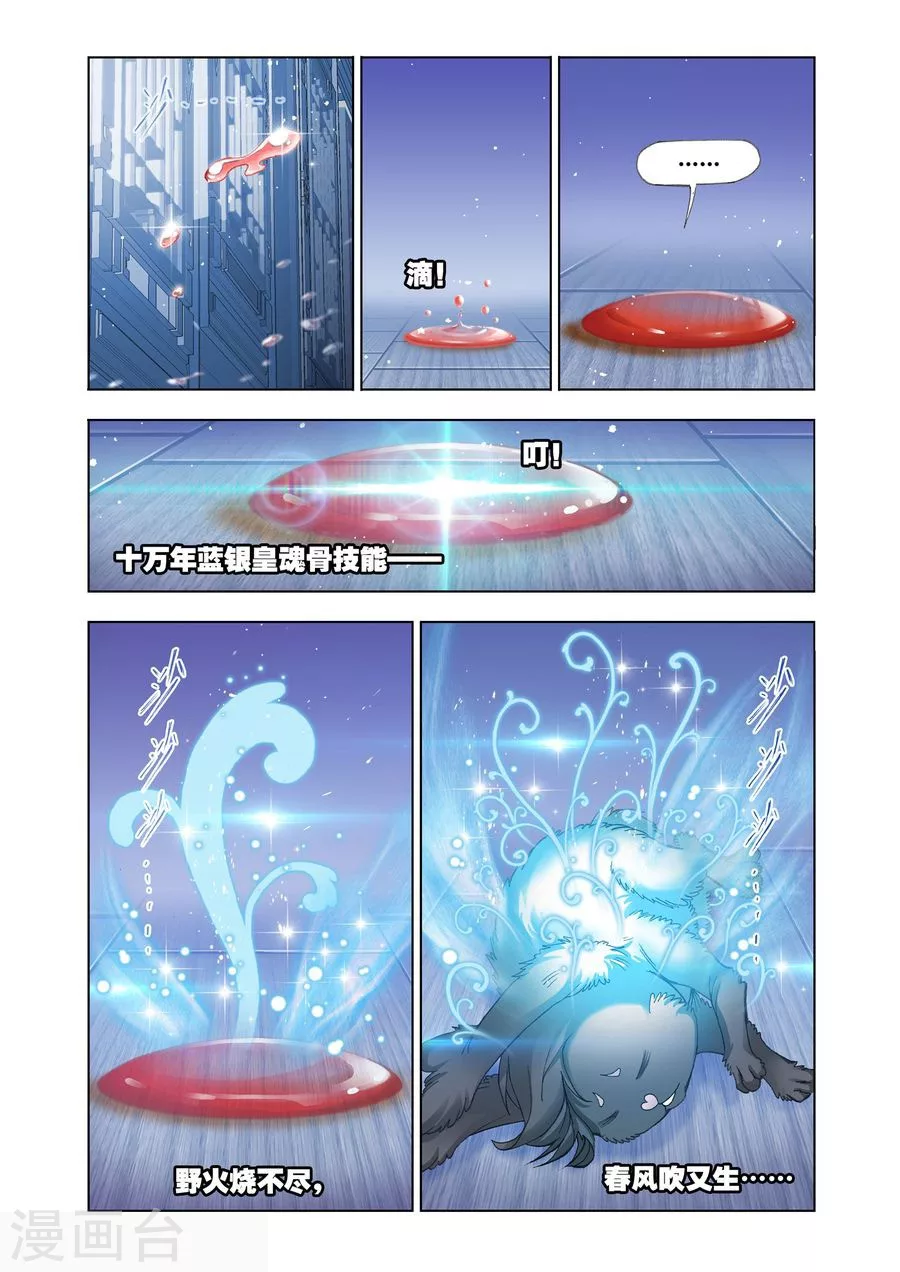 沙……
滴！
……
叮！
十万年蓝银皇魂骨技能——
沙沙沙……
野火烧不尽，
沙沙沙……
春风吹又生……
漫画台